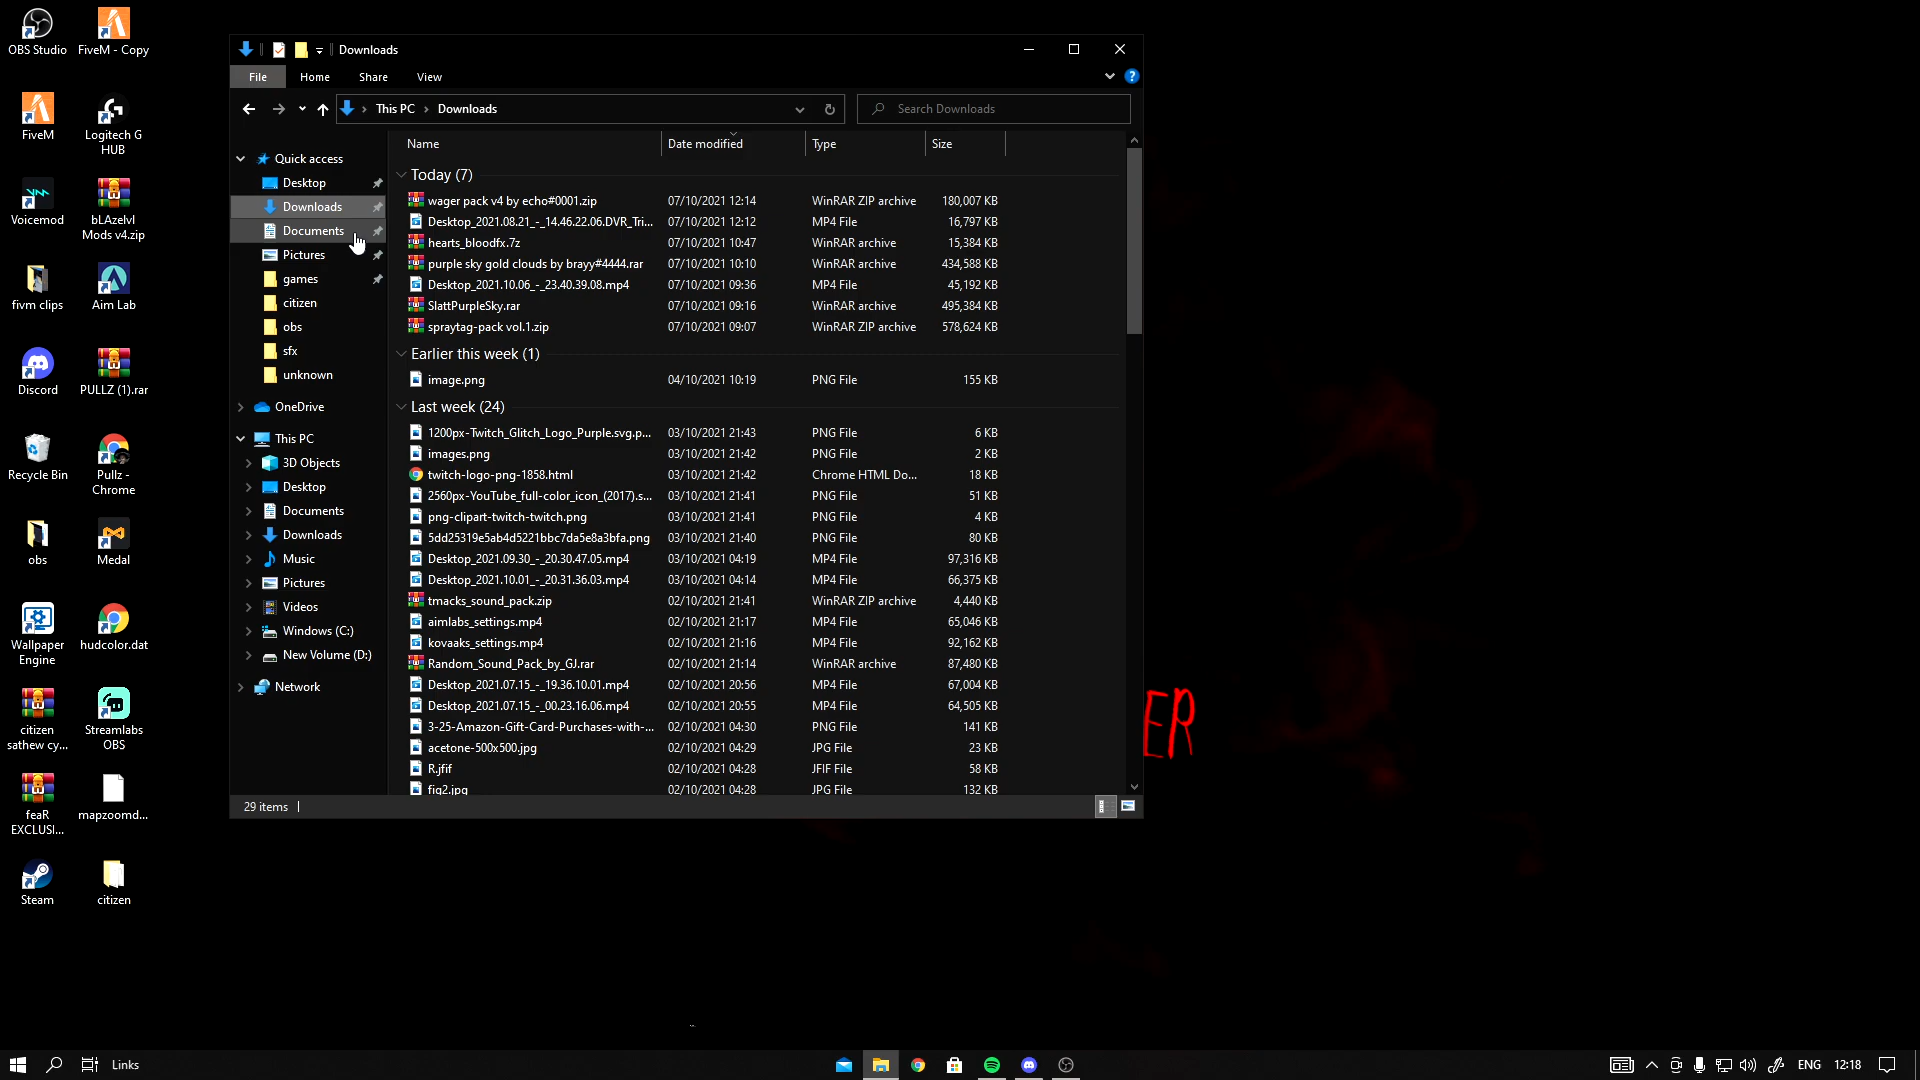 OBS Studio
FiveM - Copy
FiveM
Logitech G
HUB
Voicemod
bLAzelvl
Mods v4.zip
fivm clips
Aim Lab
Discord
PULLZ (1).rar
Recycle Bin
Pullz -
Chrome
obs
Medal
Wallpaper
Engine
hudcolor.dat
citizen
sathew cy...
Streamlabs
OBS
feaR
EXCLUSI...
mapzoomd...
Steam
citizen
Downloads
File Home Share View
This PC Downloads
Search Downloads
Quick access
Desktop
Downloads
Documents
Pictures
games
citizen
obs
sfx
unknown
OneDrive
This PC
3D Objects
Desktop
Documents
Downloads
Music
Pictures
Videos
Windows (C:)
New Volume (D:)
Network
Name Date modified Type Size
Today (7)
wager pack v4 by echo#0001.zip 07/10/2021 12:14 WinRAR ZIP archive 180,007 KB
Desktop_2021.08.21_-_14.46.22.06.DVR_Tri... 07/10/2021 12:12 MP4 File 16,797 KB
hearts_bloodfx.7z 07/10/2021 10:47 WinRAR archive 15,384 KB
purple sky gold clouds by brayy#4444.rar 07/10/2021 10:10 WinRAR archive 434,588 KB
Desktop_2021.10.06_-_23.40.39.08.mp4 07/10/2021 09:36 MP4 File 45,192 KB
SlattPurpleSky.rar 07/10/2021 09:16 WinRAR archive 495,384 KB
spraytag-pack vol.1.zip 07/10/2021 09:07 WinRAR ZIP archive 578,624 KB
Earlier this week (1)
image.png 04/10/2021 10:19 PNG File 155 KB
Last week (24)
1200px-Twitch_Glitch_Logo_Purple.svg.p... 03/10/2021 21:43 PNG File 6 KB
images.png 03/10/2021 21:42 PNG File 2 KB
twitch-logo-png-1858.html 03/10/2021 21:42 Chrome HTML Do... 18 KB
2560px-YouTube_full-color_icon_(2017).s... 03/10/2021 21:41 PNG File 51 KB
png-clipart-twitch-twitch.png 03/10/2021 21:41 PNG File 4 KB
5dd25319e5ab4d5221bbc7da5e8a3bfa.png 03/10/2021 21:40 PNG File 80 KB
Desktop_2021.09.30_-_20.30.47.05.mp4 03/10/2021 04:19 MP4 File 97,316 KB
Desktop_2021.10.01_-_20.31.36.03.mp4 03/10/2021 04:14 MP4 File 66,375 KB
tmacks_sound_pack.zip 02/10/2021 21:41 WinRAR ZIP archive 4,440 KB
aimlabs_settings.mp4 02/10/2021 21:17 MP4 File 65,046 KB
kovaaks_settings.mp4 02/10/2021 21:16 MP4 File 92,162 KB
Random_Sound_Pack_by_GJ.rar 02/10/2021 21:14 WinRAR archive 87,480 KB
Desktop_2021.07.15_-_19.36.10.01.mp4 02/10/2021 20:56 MP4 File 67,004 KB
Desktop_2021.07.15_-_00.23.16.06.mp4 02/10/2021 20:55 MP4 File 64,505 KB
3-25-Amazon-Gift-Card-Purchases-with-... 02/10/2021 04:30 PNG File 141 KB
acetone-500x500.jpg 02/10/2021 04:29 JPG File 23 KB
R.jfif 02/10/2021 04:28 JFIF File 58 KB
fig2.jpg 02/10/2021 04:28 JPG File 132 KB
29 items
ER
Links
ENG 12:18